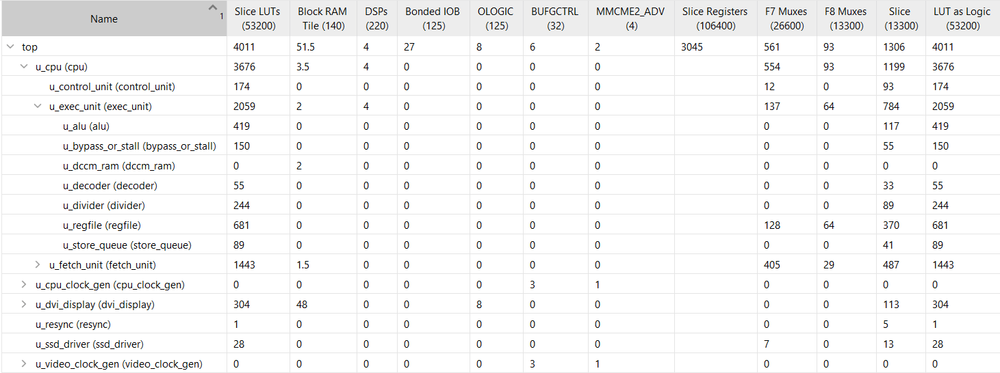 Name 1 Slice LUTs (53200) Block RAM Tile (140) DSPs (220) Bonded IOB (125) OLOGIC (125) BUFGCTRL (32) MMCME2_ADV (4) Slice Registers (106400) F7 Muxes (26600) F8 Muxes (13300) Slice (13300) LUT as Logic (53200)
top 4011 51.5 4 27 8 6 2 3045 561 93 1306 4011
u_cpu (cpu) 3676 3.5 4 0 0 0 0 554 93 1199 3676
u_control_unit (control_unit) 174 0 0 0 0 0 0 12 0 93 174
u_exec_unit (exec_unit) 2059 2 4 0 0 0 0 137 64 784 2059
u_alu (alu) 419 0 0 0 0 0 0 0 0 117 419
u_bypass_or_stall (bypass_or_stall) 150 0 0 0 0 0 0 0 0 55 150
u_dccm_ram (dccm_ram) 0 2 0 0 0 0 0 0 0 0 0
u_decoder (decoder) 55 0 0 0 0 0 0 0 0 33 55
u_divider (divider) 244 0 0 0 0 0 0 0 0 89 244
u_regfile (regfile) 681 0 0 0 0 0 0 128 64 370 681
u_store_queue (store_queue) 89 0 0 0 0 0 0 0 0 41 89
u_fetch_unit (fetch_unit) 1443 1.5 0 0 0 0 0 405 29 487 1443
u_cpu_clock_gen (cpu_clock_gen) 0 0 0 0 0 3 1 0 0 0 0
u_dvi_display (dvi_display) 304 48 0 0 8 0 0 0 0 113 304
u_resync (resync) 1 0 0 0 0 0 0 0 0 5 1
u_ssd_driver (ssd_driver) 28 0 0 0 0 0 0 7 0 13 28
u_video_clock_gen (video_clock_gen) 0 0 0 0 0 3 1 0 0 0 0